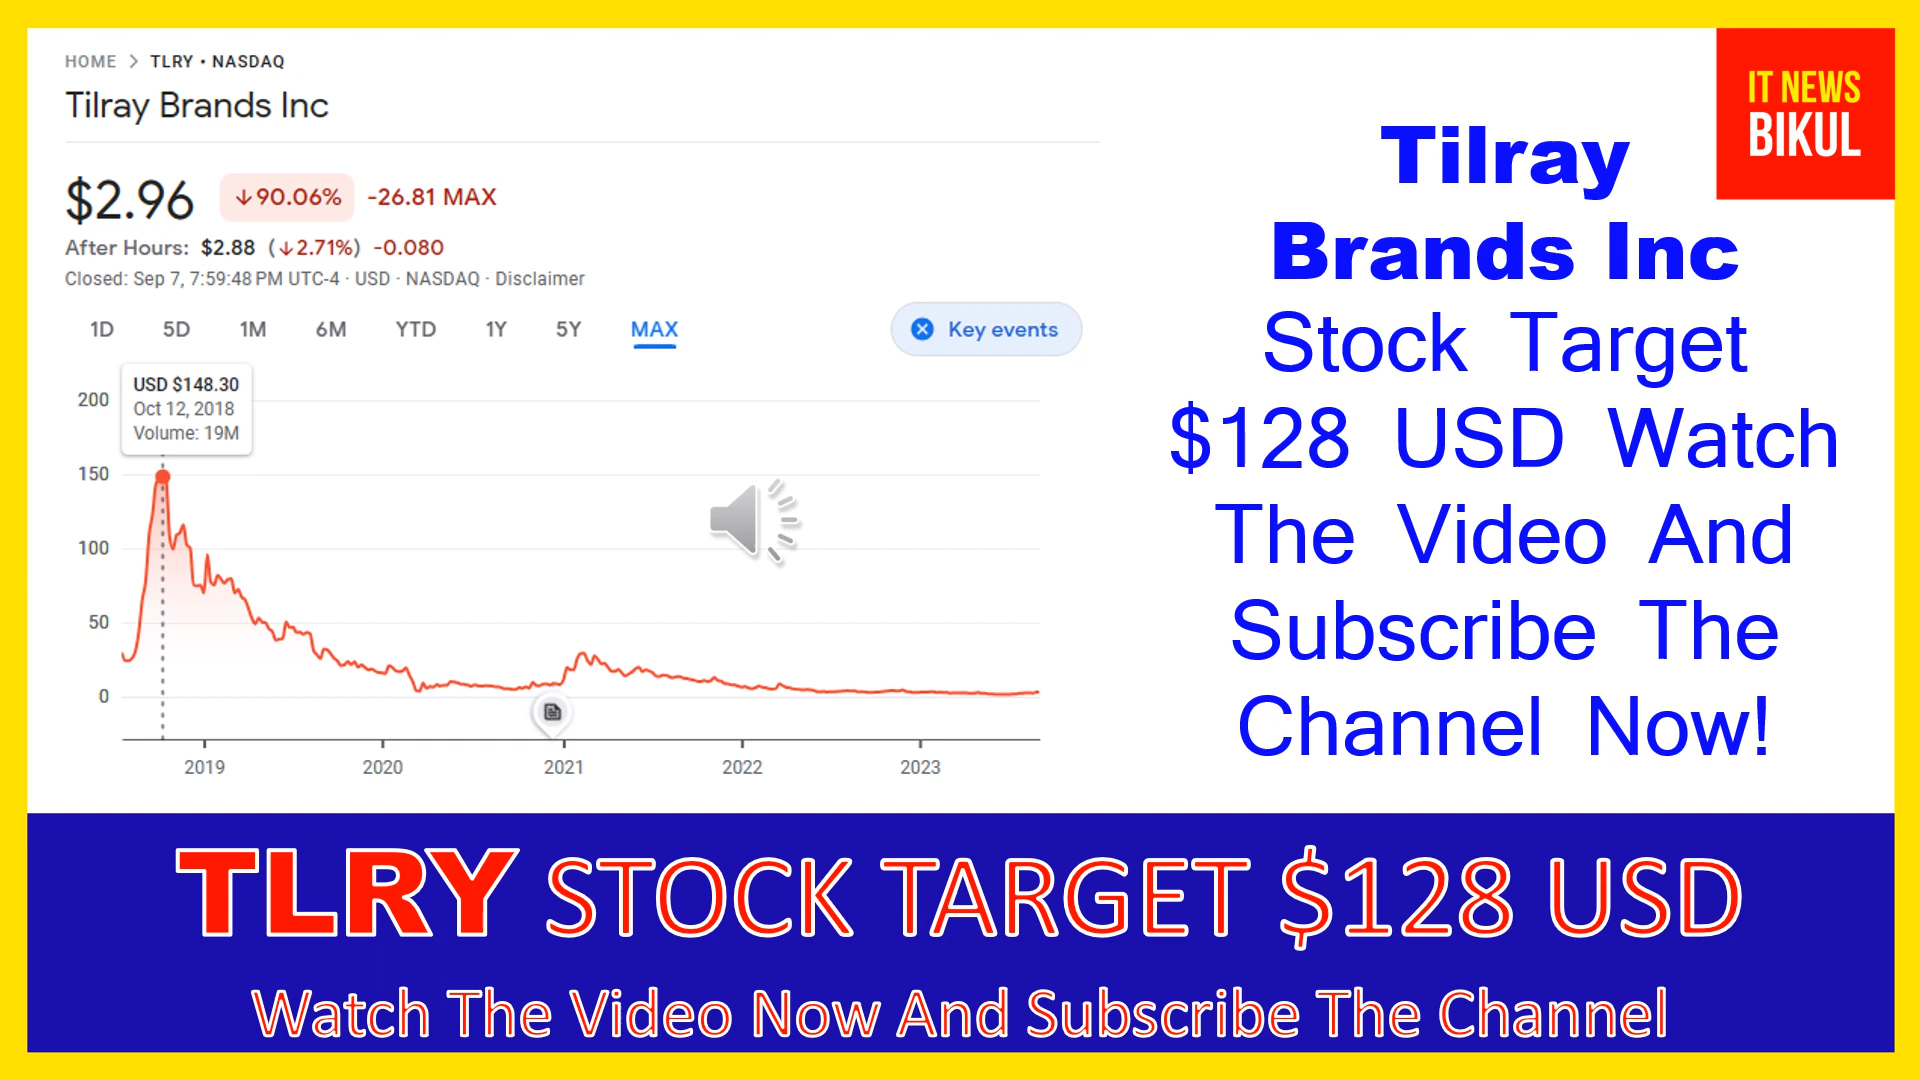 HOME > TLRY • NASDAQ
Tilray Brands Inc
$2.96 ↓90.06% -26.81 MAX
After Hours: $2.88 (↓2.71%) -0.080
Closed: Sep 7, 7:59:48 PM UTC-4 · USD · NASDAQ · Disclaimer
1D 5D 1M 6M YTD 1Y 5Y MAX
Key events
USD $148.30
Oct 12, 2018
Volume: 19M
200
150
100
50
0
2019 2020 2021 2022 2023
IT NEWS
BIKUL
Tilray
Brands Inc
Stock Target
$128 USD Watch
The Video And
Subscribe The
Channel Now!
TLRY STOCK TARGET $128 USD
Watch The Video Now And Subscribe The Channel